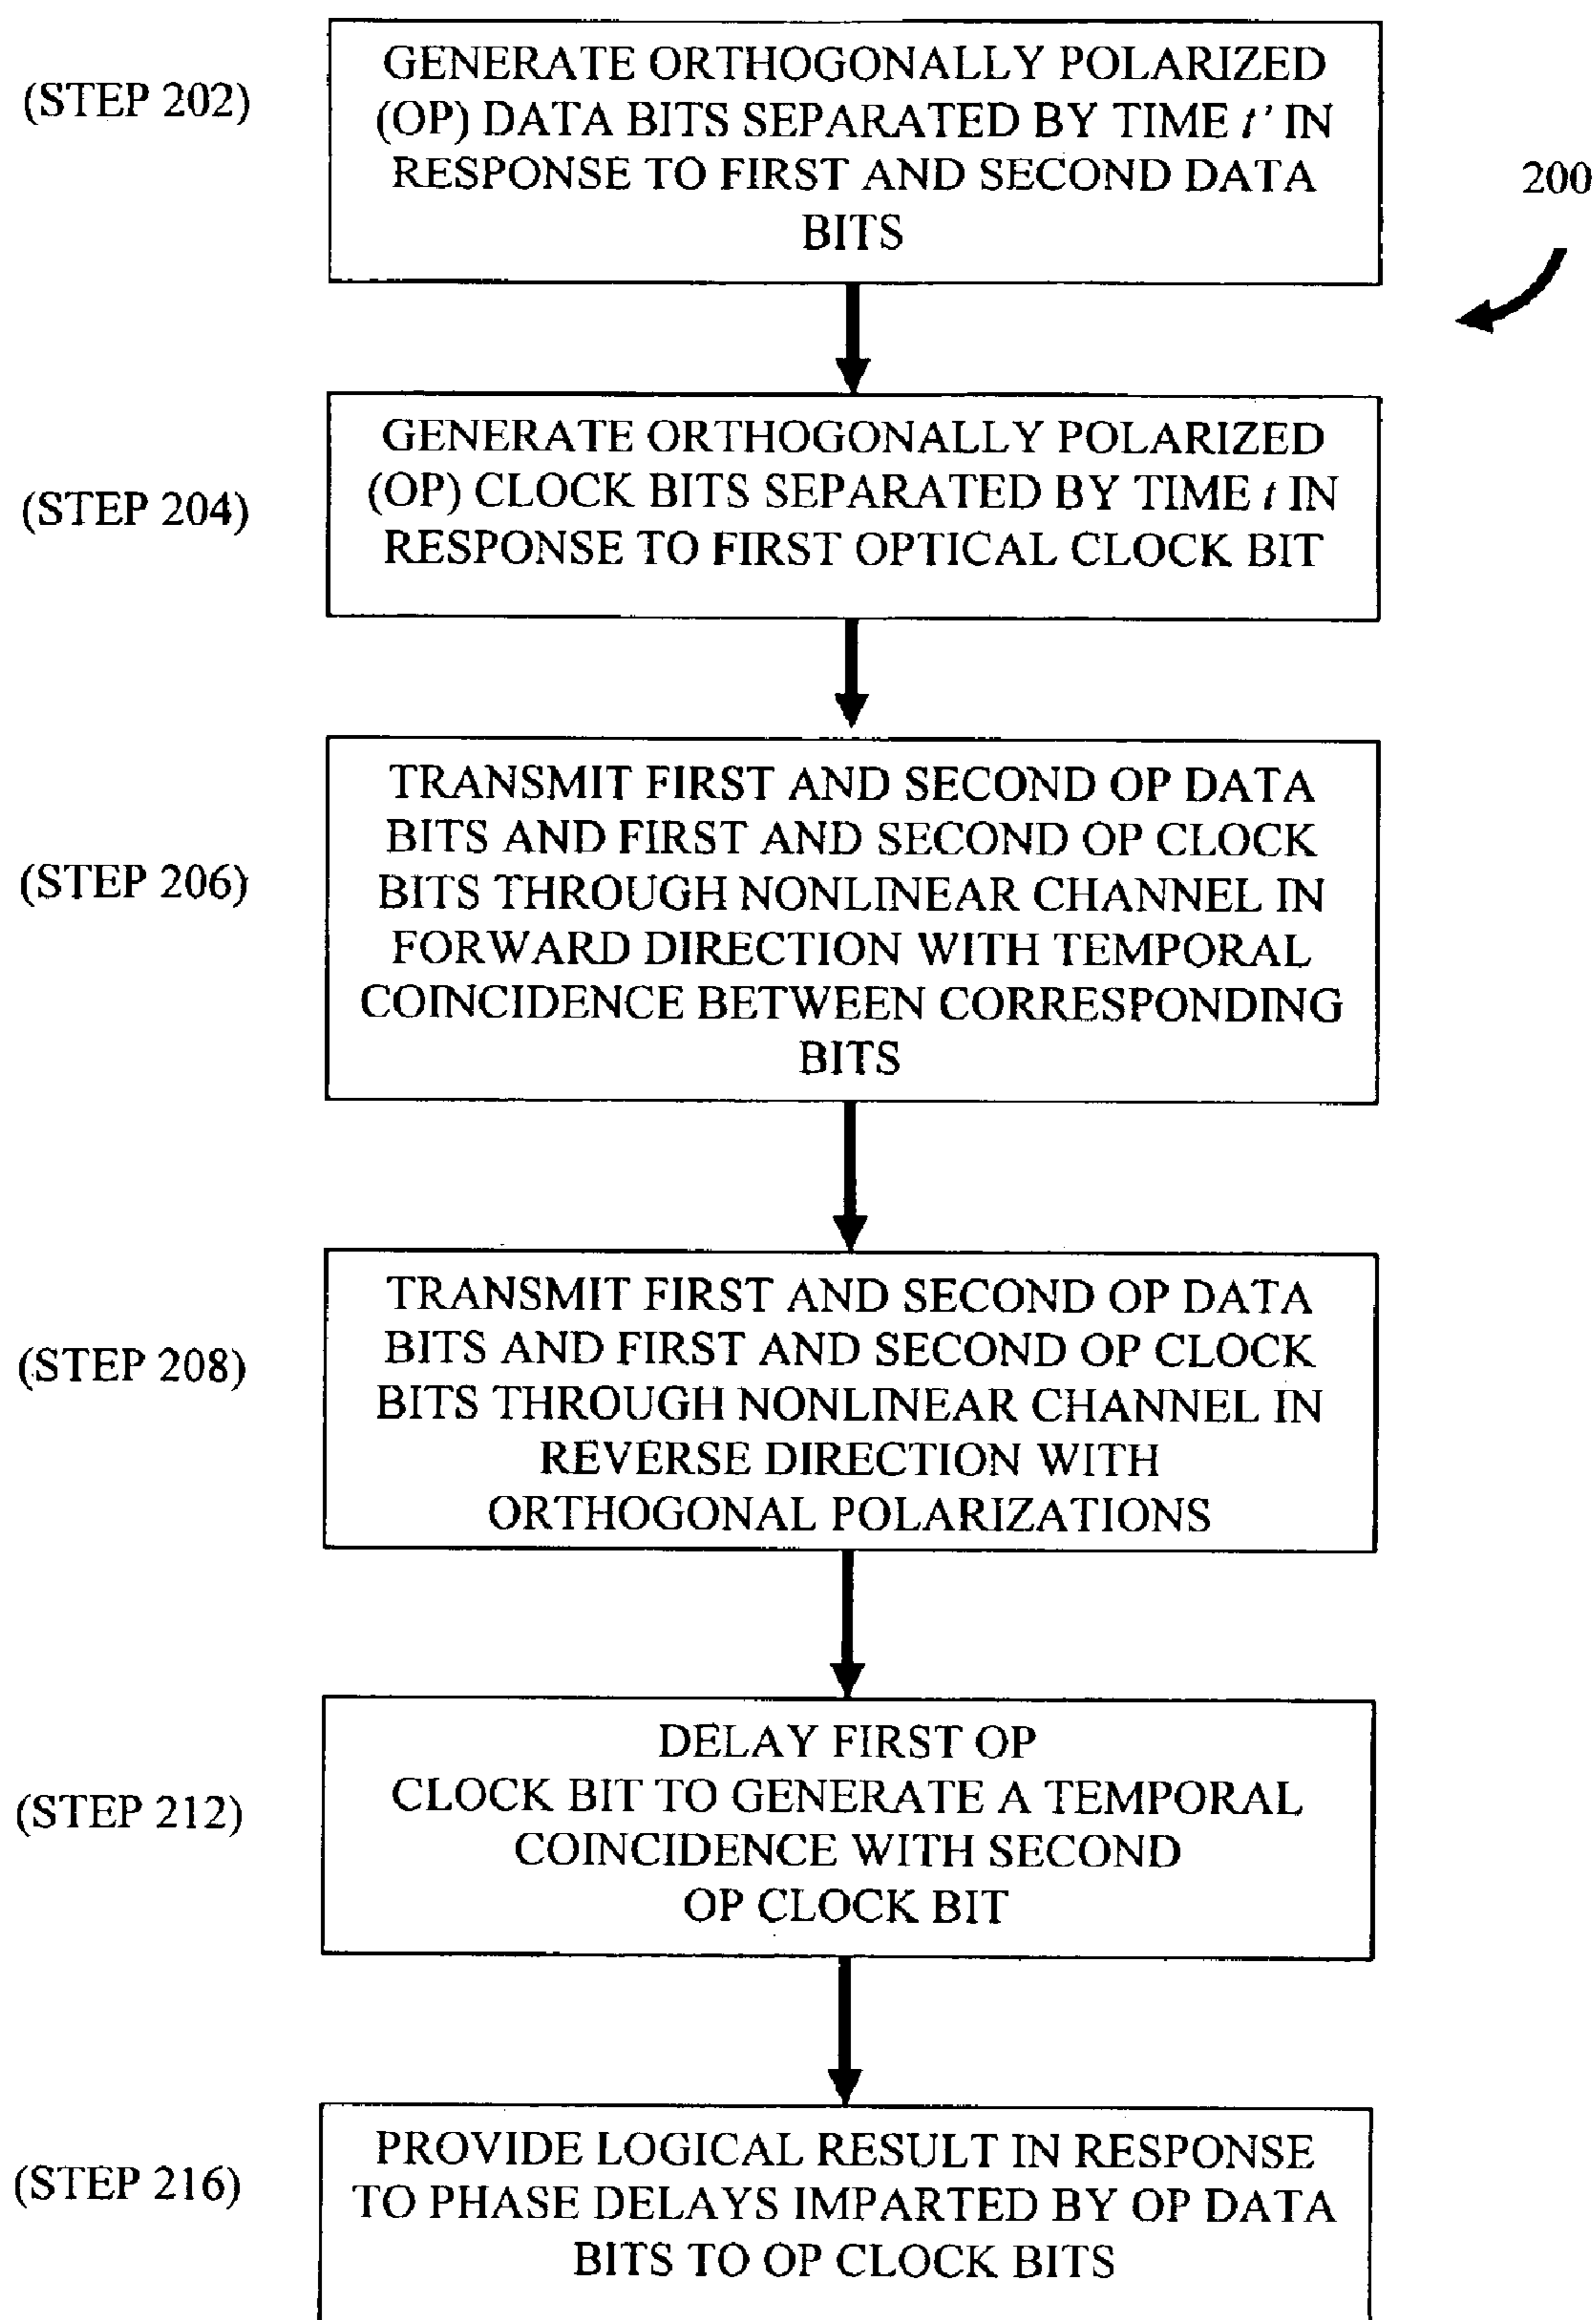 (STEP 202)
GENERATE ORTHOGONALLY POLARIZED
(OP) DATA BITS SEPARATED BY TIME t' IN
RESPONSE TO FIRST AND SECOND DATA
BITS
200
(STEP 204)
GENERATE ORTHOGONALLY POLARIZED
(OP) CLOCK BITS SEPARATED BY TIME t IN
RESPONSE TO FIRST OPTICAL CLOCK BIT
(STEP 206)
TRANSMIT FIRST AND SECOND OP DATA
BITS AND FIRST AND SECOND OP CLOCK
BITS THROUGH NONLINEAR CHANNEL IN
FORWARD DIRECTION WITH TEMPORAL
COINCIDENCE BETWEEN CORRESPONDING
BITS
(STEP 208)
TRANSMIT FIRST AND SECOND OP DATA
BITS AND FIRST AND SECOND OP CLOCK
BITS THROUGH NONLINEAR CHANNEL IN
REVERSE DIRECTION WITH
ORTHOGONAL POLARIZATIONS
(STEP 212)
DELAY FIRST OP
CLOCK BIT TO GENERATE A TEMPORAL
COINCIDENCE WITH SECOND
OP CLOCK BIT
(STEP 216)
PROVIDE LOGICAL RESULT IN RESPONSE
TO PHASE DELAYS IMPARTED BY OP DATA
BITS TO OP CLOCK BITS